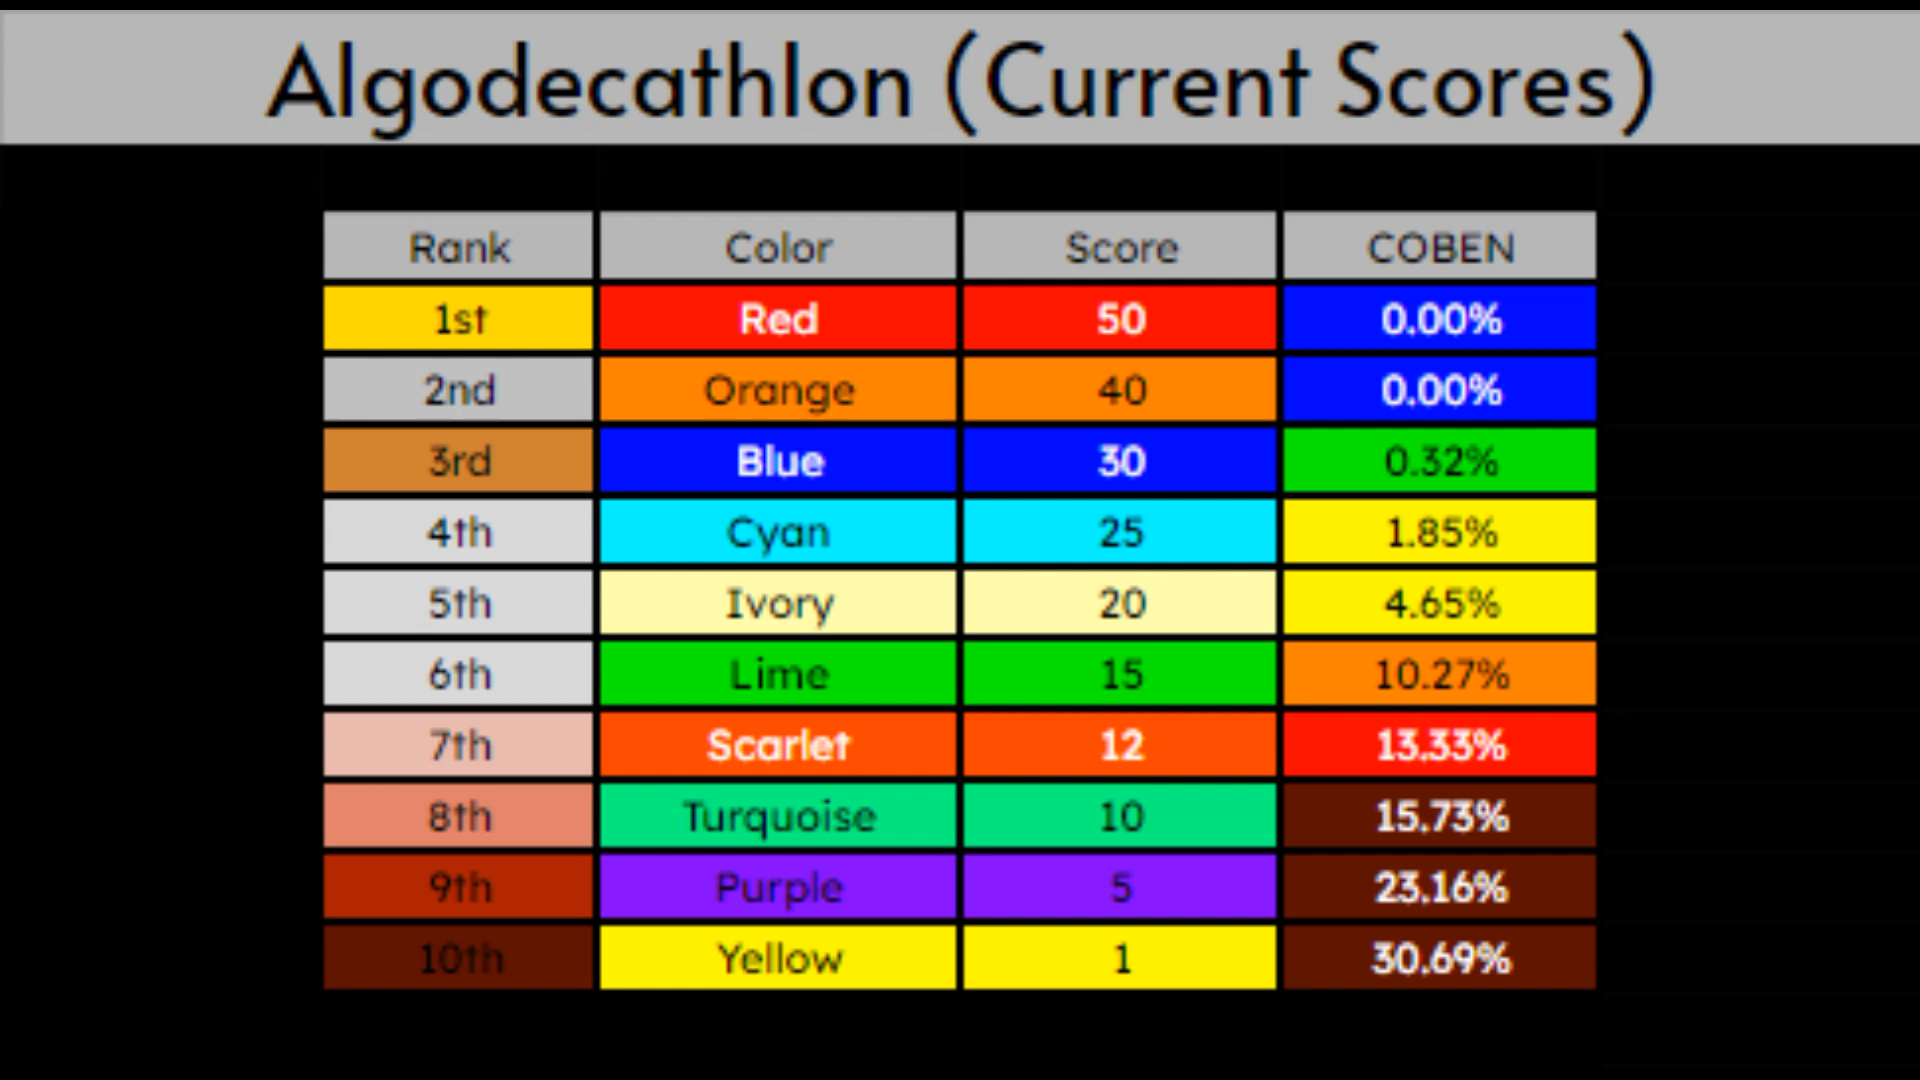 Algodecathlon (Current Scores)
Rank Color Score COBEN
1st Red 50 0.00%
2nd Orange 40 0.00%
3rd Blue 30 0.32%
4th Cyan 25 1.85%
5th Ivory 20 4.65%
6th Lime 15 10.27%
7th Scarlet 12 13.33%
8th Turquoise 10 15.73%
9th Purple 5 23.16%
10th Yellow 1 30.69%